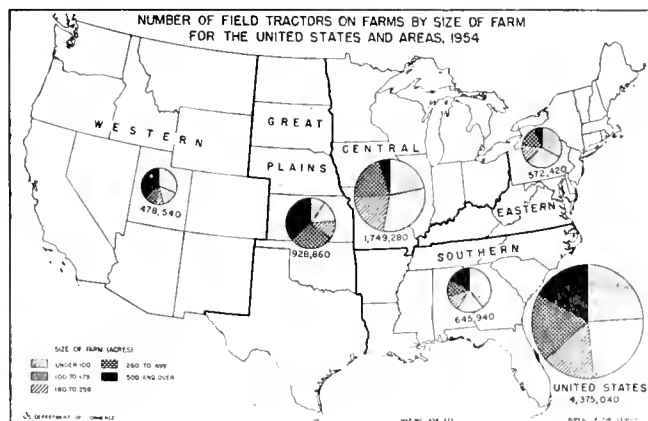 NUMBER OF FIELD TRACTORS ON FARMS BY SIZE OF FARM
FOR THE UNITED STATES AND AREAS, 1954
WESTERN
GREAT
PLAINS
CENTRAL
EASTERN
SOUTHERN
478,540
928,860
1,749,280
572,420
645,940
UNITED STATES
4,375,040
SIZE OF FARM (ACRES)
UNDER 100
100 TO 179
180 TO 259
260 TO 499
500 AND OVER
DEPARTMENT OF